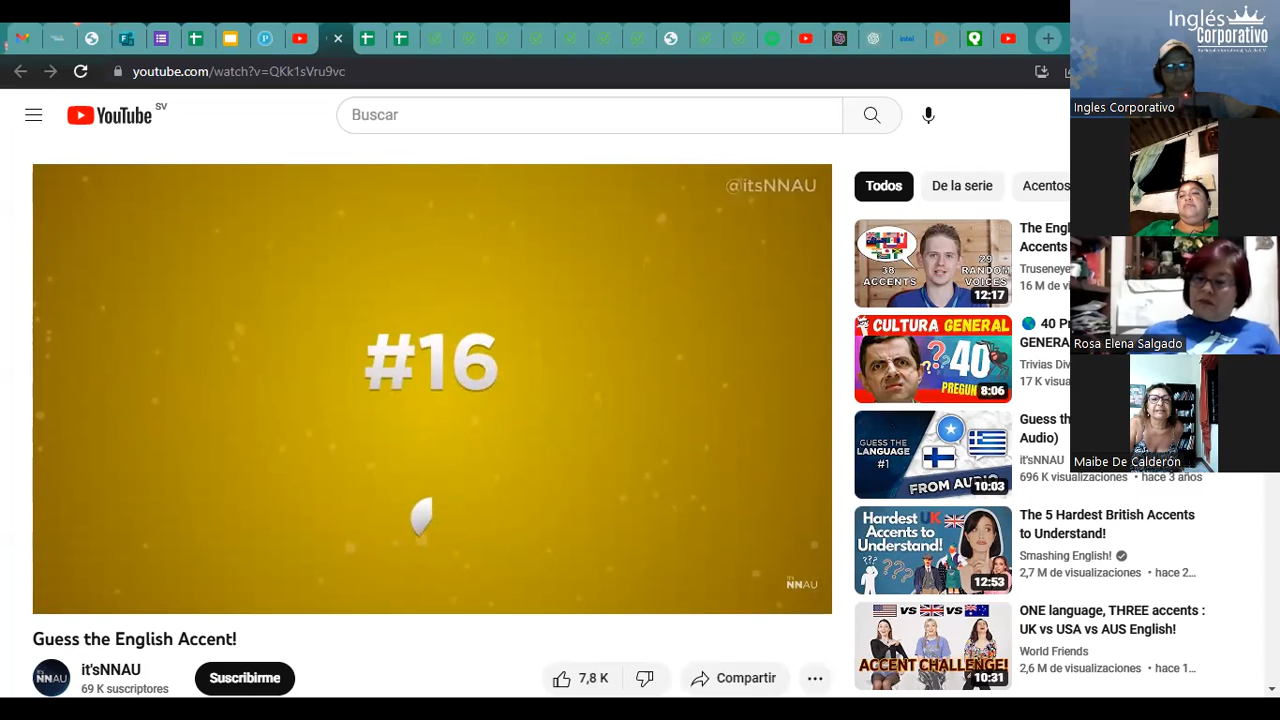 youtube.com/watch?v=QKk1sVru9vc
YouTube SV
Buscar
@itsNNAU
#16
it's NNAU
Guess the English Accent!
it'sNNAU
69 K suscriptores
Suscribirme
7,8 K
Compartir
Todos
De la serie
Acentos
38 ACCENTS
29 RANDOM VOICES
12:17
The Engl
Accents
Truseneye
16 M de vi
CULTURA GENERAL
40
PREGUN
8:06
40 Pr
GENERA
Trivias Div
17 K visua
GUESS THE LANGUAGE #1
FROM AUDIO
10:03
Guess th
Audio)
it'sNNAU
696 K visualizaciones • hace 3 años
Hardest UK Accents to Understand!
12:53
The 5 Hardest British Accents
to Understand!
Smashing English!
2,7 M de visualizaciones • hace 2...
VS VS
ACCENT CHALLENGE!
10:31
ONE language, THREE accents :
UK vs USA vs AUS English!
World Friends
2,6 M de visualizaciones • hace 1...
Inglés
Corporativo
Ingles Corporativo
Rosa Elena Salgado
Maibe De Calderón